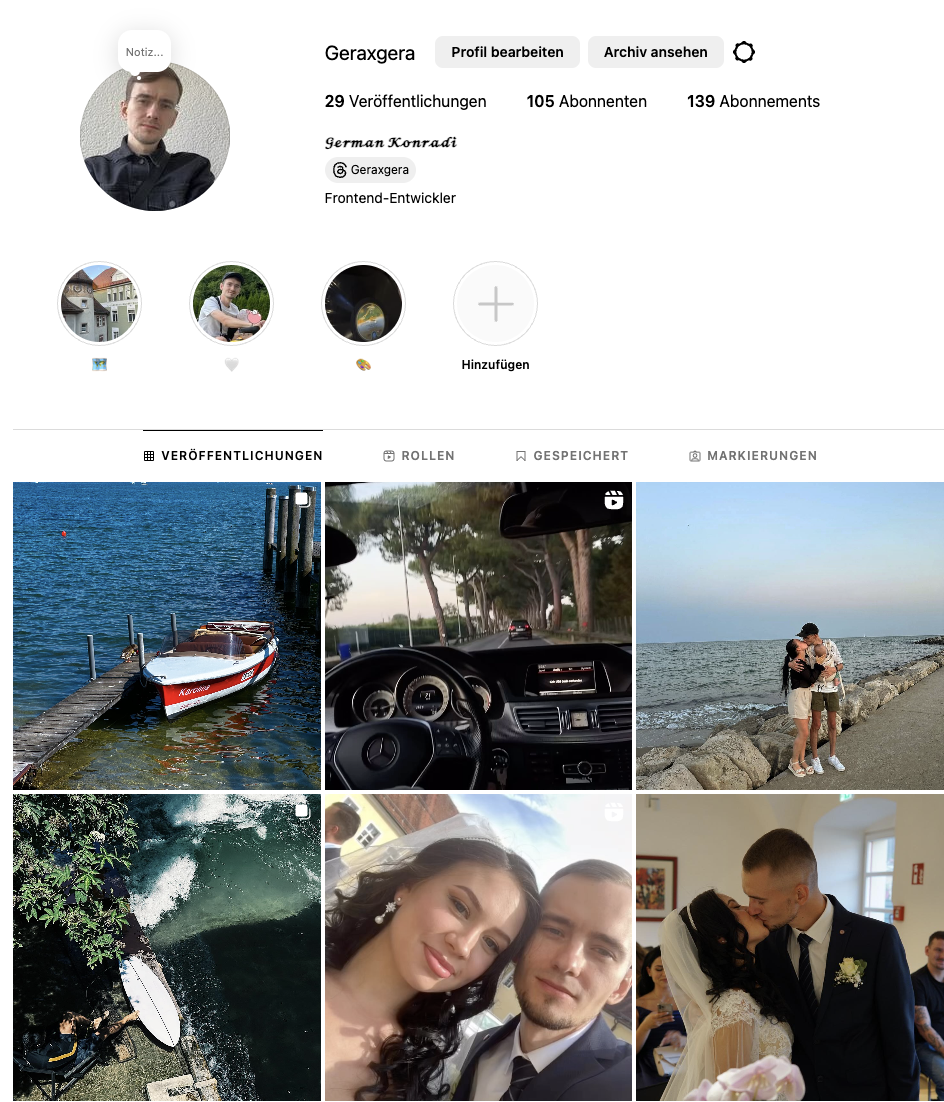 Notiz...
Geraxgera
Profil bearbeiten
Archiv ansehen
29 Veröffentlichungen
105 Abonnenten
139 Abonnements
𝓖𝓮𝓻𝓶𝓪𝓷 𝓚𝓸𝓷𝓻𝓪𝓭𝓲
Geraxgera
Frontend-Entwickler
Hinzufügen
VERÖFFENTLICHUNGEN
ROLLEN
GESPEICHERT
MARKIERUNGEN
Karolina